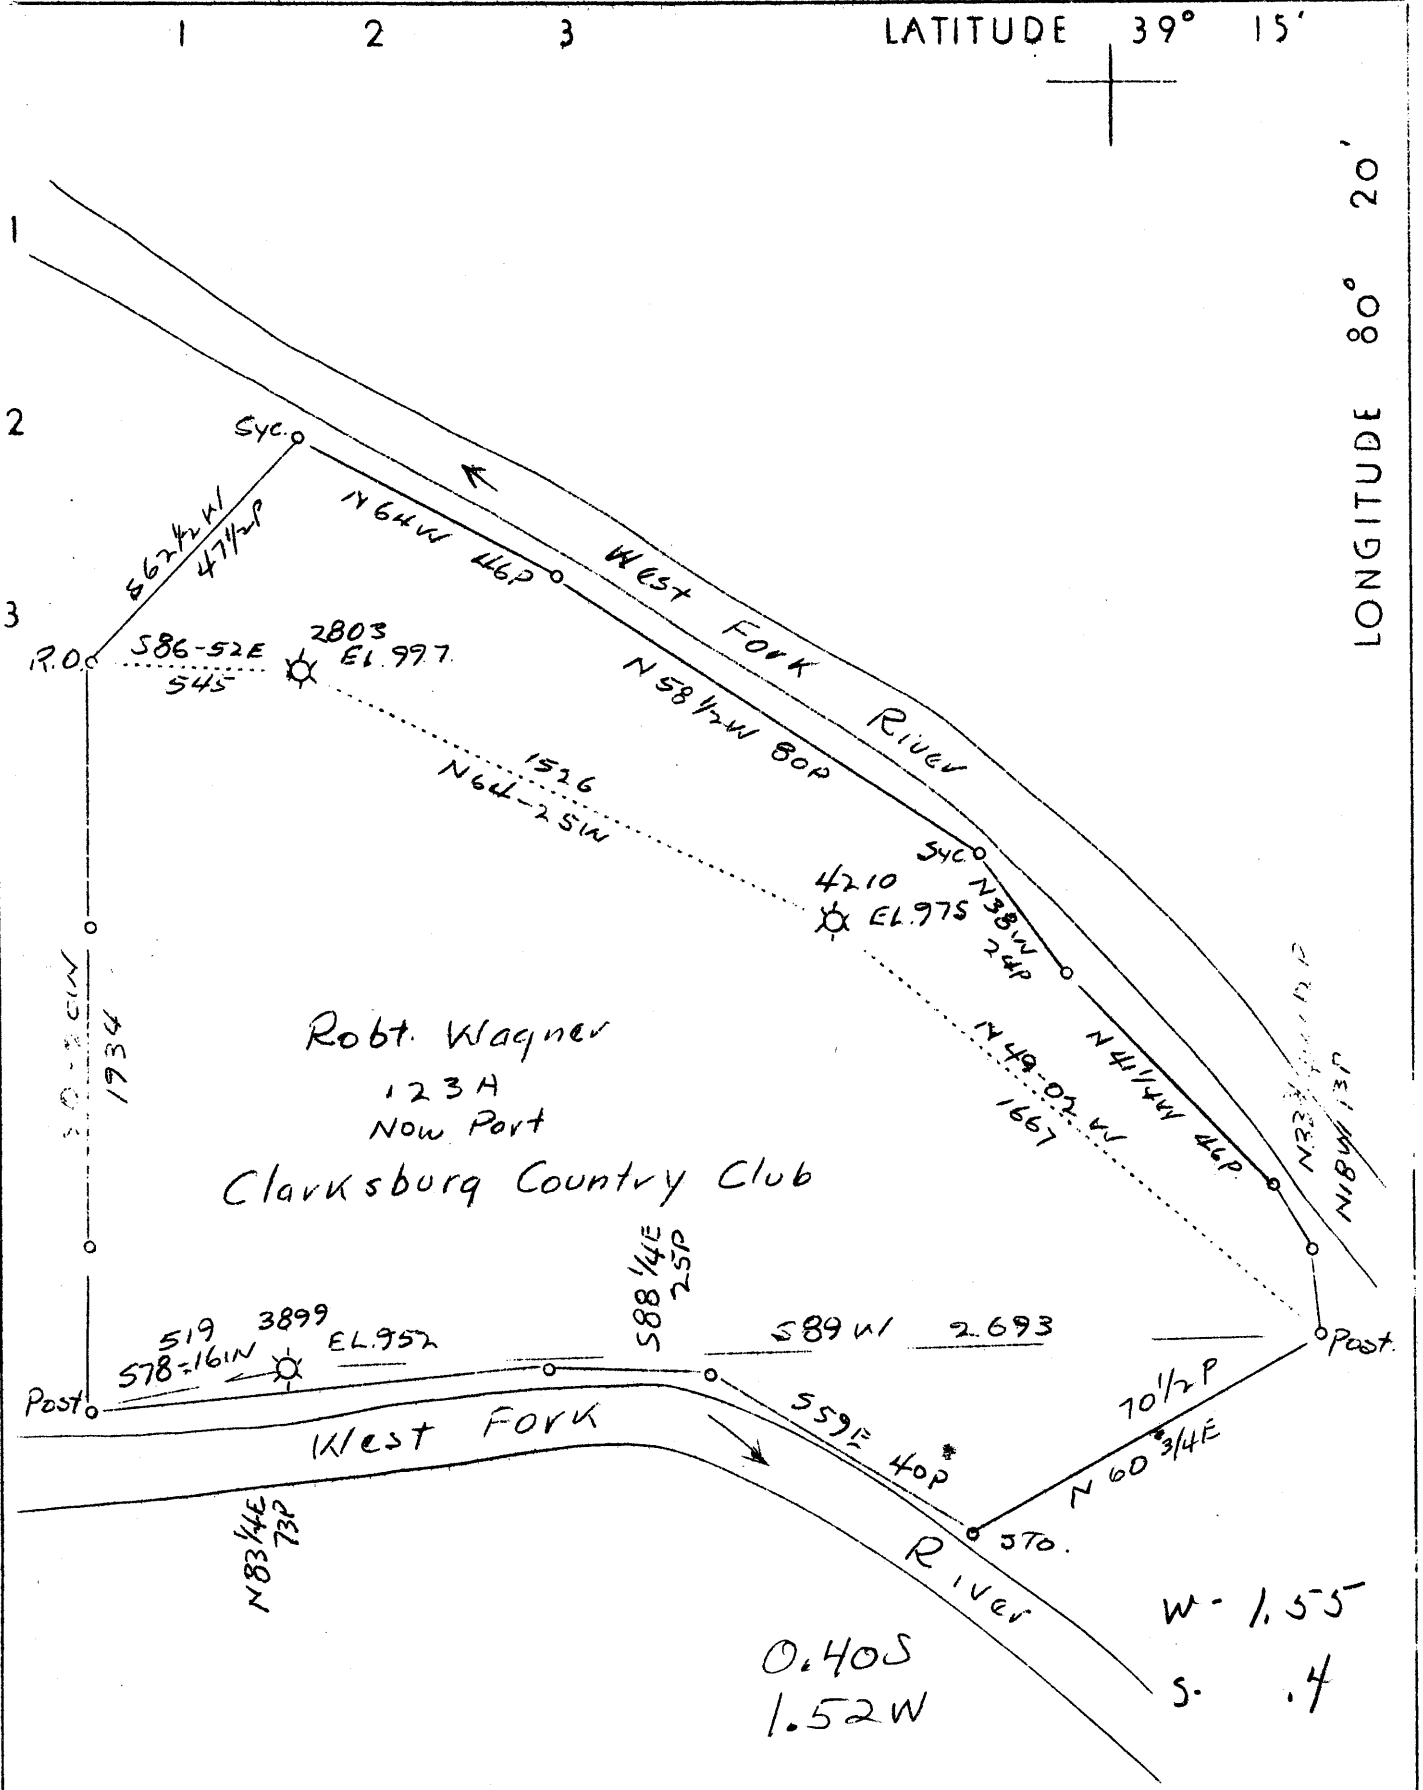 1 2 3 LATITUDE 39° 15'
LONGITUDE 80° 20'
1
2
3
Syc.
S62½W
47½P
N64W 46P
West Fork River
R.O.
S86-52E
545
2803
EL.997.
N58½W 80P
1526
N64-25W
Syc.
4210
EL.975
N38W
24P
1934
Robt. Wagner
123A
Now Part
Clarksburg Country Club
N49-02W
1667
N41¼W 46P
N18W 13P
519
S78-16W
3899
EL.952
S88¼E
25P
S89W 2693
Post.
Post
West Fork River
N83¼E
73P
S59E 40P
70½P
N60 3/4E
STO.
W- 1.55
S. .4
0.40S
1.52W